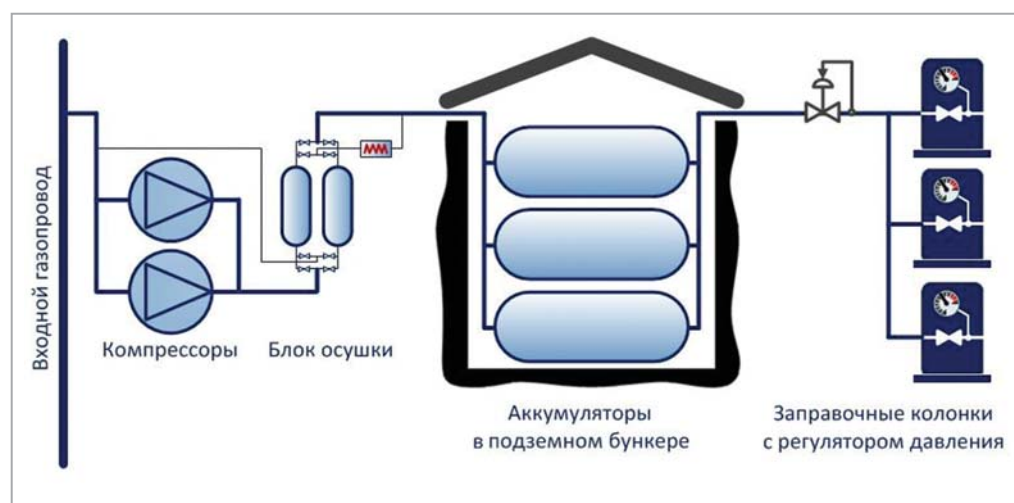 Входной газопровод
Компрессоры
Блок осушки
Аккумуляторы
в подземном бункере
Заправочные колонки
с регулятором давления